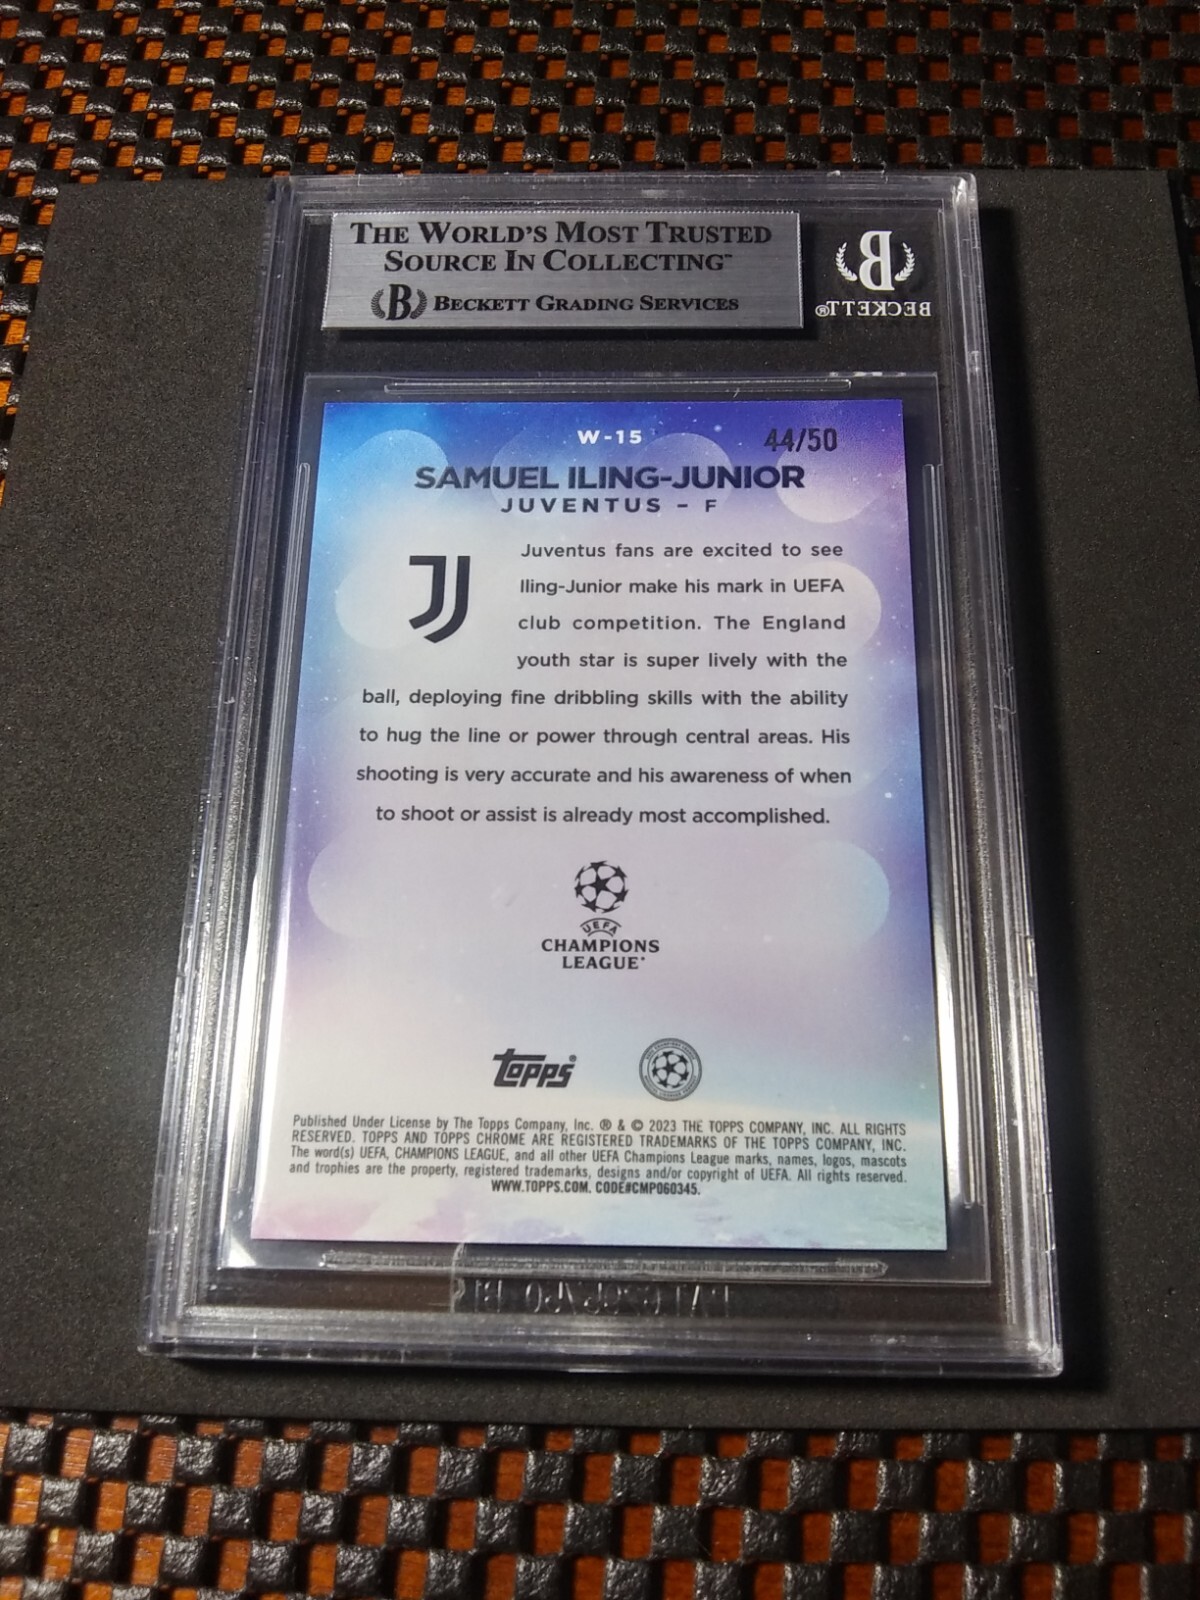 THE WORLD'S MOST TRUSTED
SOURCE IN COLLECTING™
B BECKETT GRADING SERVICES
B
BECKETT®
W-15
44/50
SAMUEL ILING-JUNIOR
JUVENTUS - F
Juventus fans are excited to see
Iling-Junior make his mark in UEFA
club competition. The England
youth star is super lively with the
ball, deploying fine dribbling skills with the ability
to hug the line or power through central areas. His
shooting is very accurate and his awareness of when
to shoot or assist is already most accomplished.
UEFA
CHAMPIONS
LEAGUE
Topps®
Published Under License by The Topps Company, Inc. ® & © 2023 THE TOPPS COMPANY, INC. ALL RIGHTS
RESERVED. TOPPS AND TOPPS CHROME ARE REGISTERED TRADEMARKS OF THE TOPPS COMPANY, INC.
The word(s) UEFA, CHAMPIONS LEAGUE, and all other UEFA Champions League marks, names, logos, mascots
and trophies are the property, registered trademarks, designs and/or copyright of UEFA. All rights reserved.
WWW.TOPPS.COM. CODE#CMP060345.